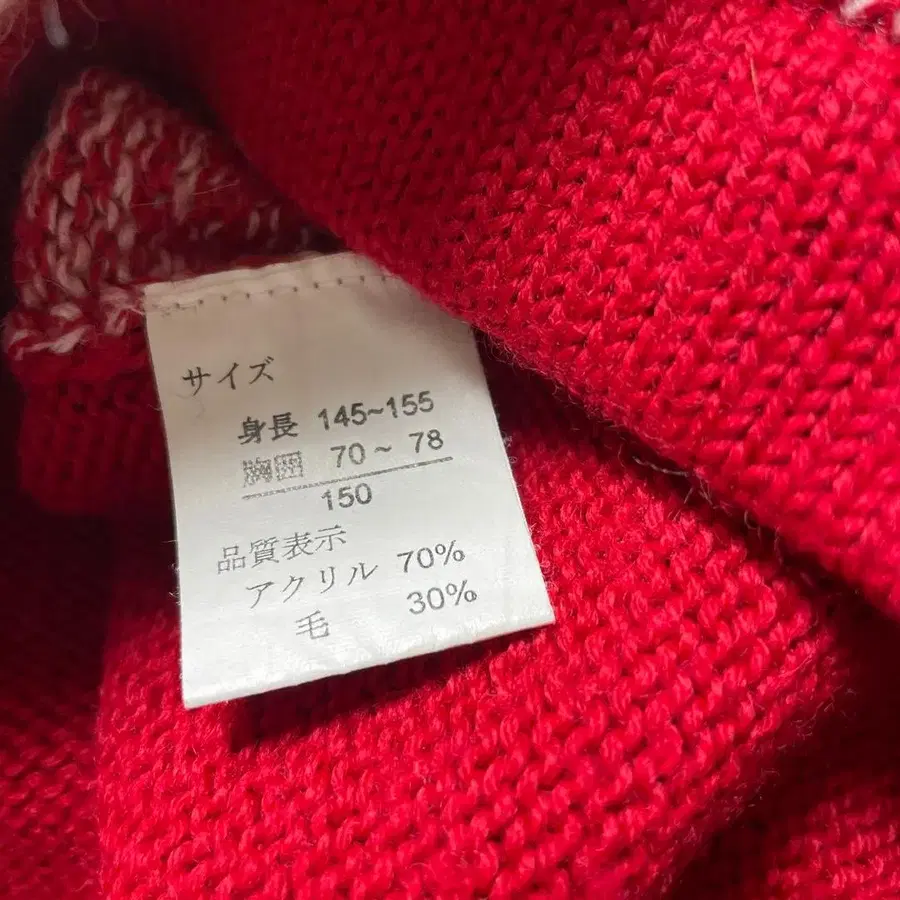 サイズ
身長 145~155
胸囲 70~ 78
150
品質表示
アクリル 70%
毛 30%